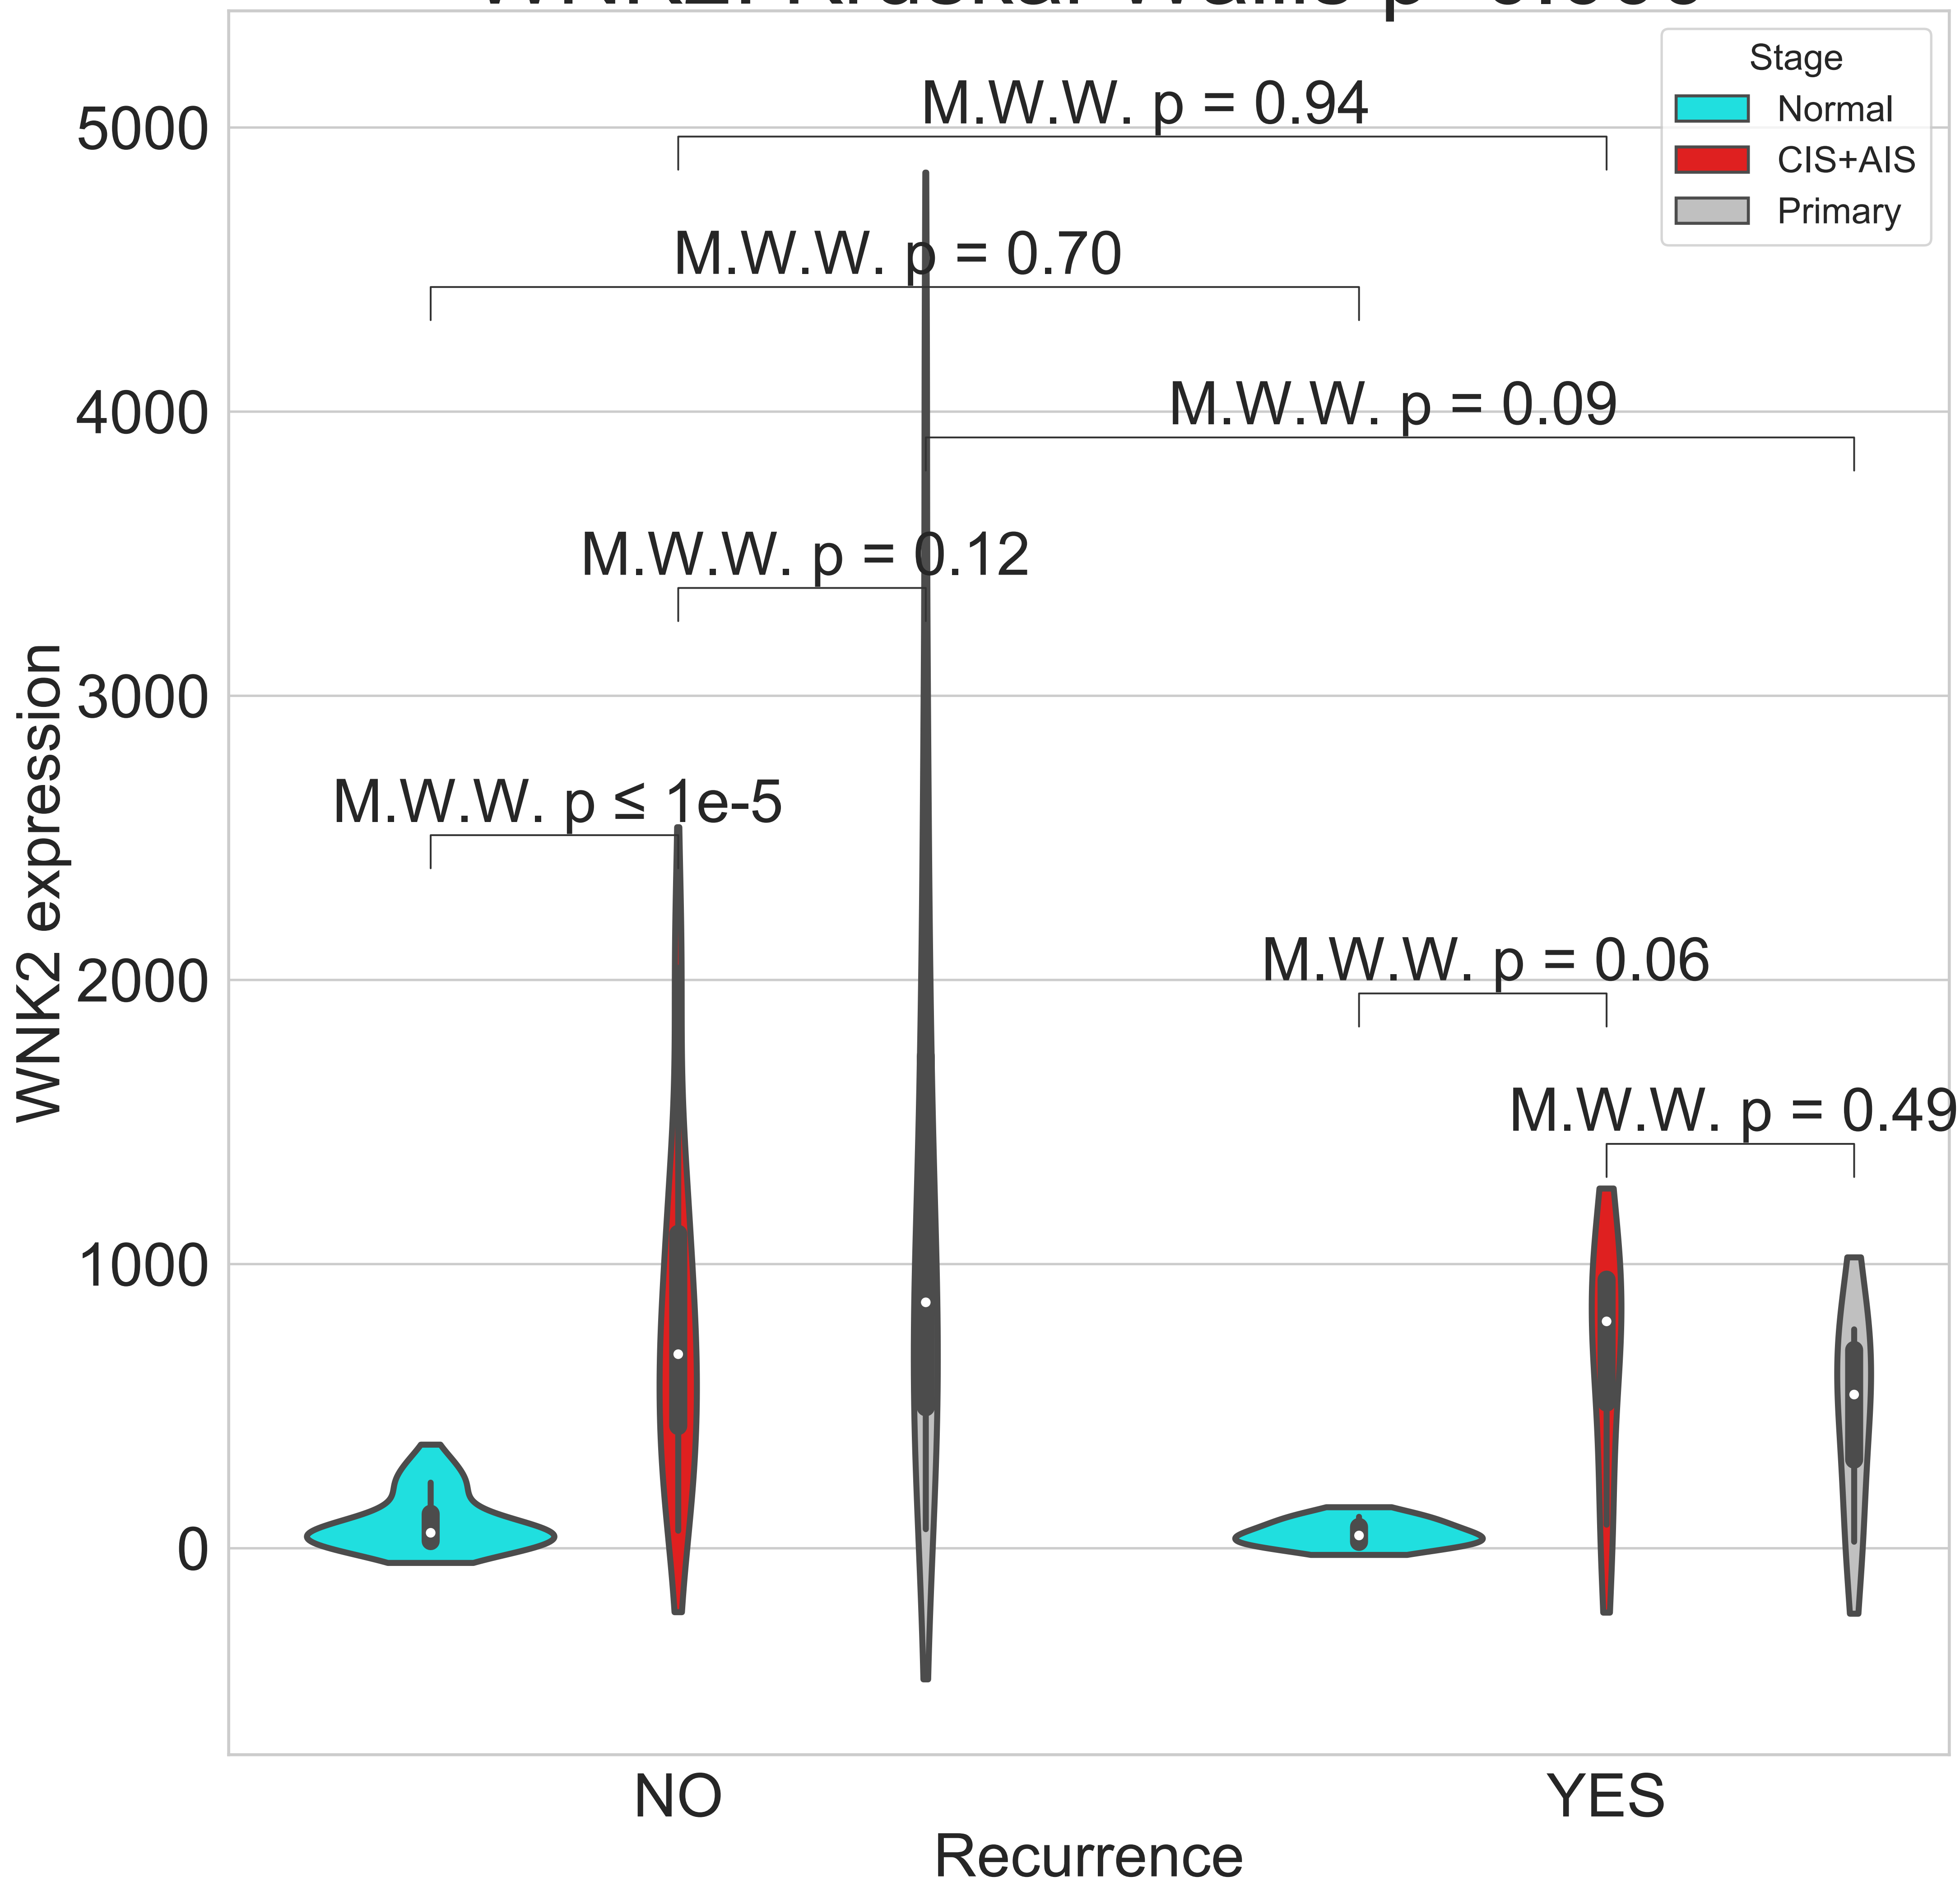 Stage
Normal
CIS+AIS
Primary
M.W.W. p = 0.94
M.W.W. p = 0.70
M.W.W. p = 0.09
M.W.W. p = 0.12
M.W.W. p ≤ 1e-5
M.W.W. p = 0.06
M.W.W. p = 0.49
5000
4000
3000
2000
1000
0
WNK2 expression
NO
YES
Recurrence